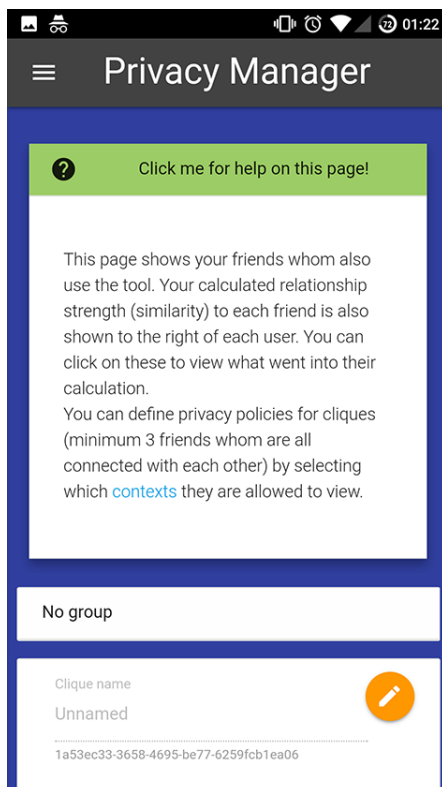 72 01:22
Privacy Manager
Click me for help on this page!
This page shows your friends whom also
use the tool. Your calculated relationship
strength (similarity) to each friend is also
shown to the right of each user. You can
click on these to view what went into their
calculation.
You can define privacy policies for cliques
(minimum 3 friends whom are all
connected with each other) by selecting
which contexts they are allowed to view.
No group
Clique name
Unnamed
1a53ec33-3658-4695-be77-6259fcb1ea06